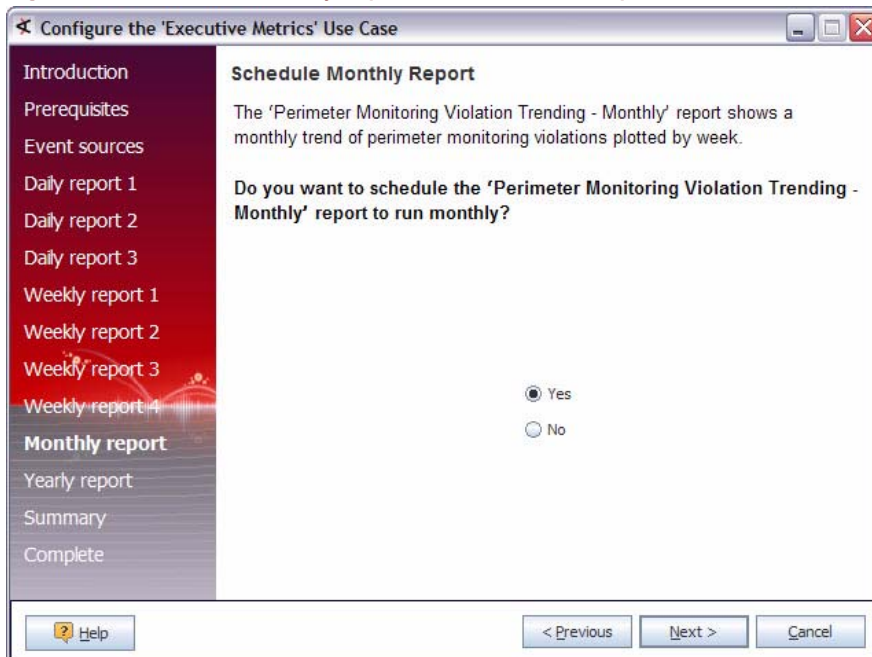 Configure the 'Executive Metrics' Use Case
Introduction
Prerequisites
Event sources
Daily report 1
Daily report 2
Daily report 3
Weekly report 1
Weekly report 2
Weekly report 3
Weekly report 4
Monthly report
Yearly report
Summary
Complete
Schedule Monthly Report
The ‘Perimeter Monitoring Violation Trending - Monthly’ report shows a
monthly trend of perimeter monitoring violations plotted by week.
Do you want to schedule the ‘Perimeter Monitoring Violation Trending -
Monthly’ report to run monthly?
Yes
No
Help
< Previous
Next >
Cancel